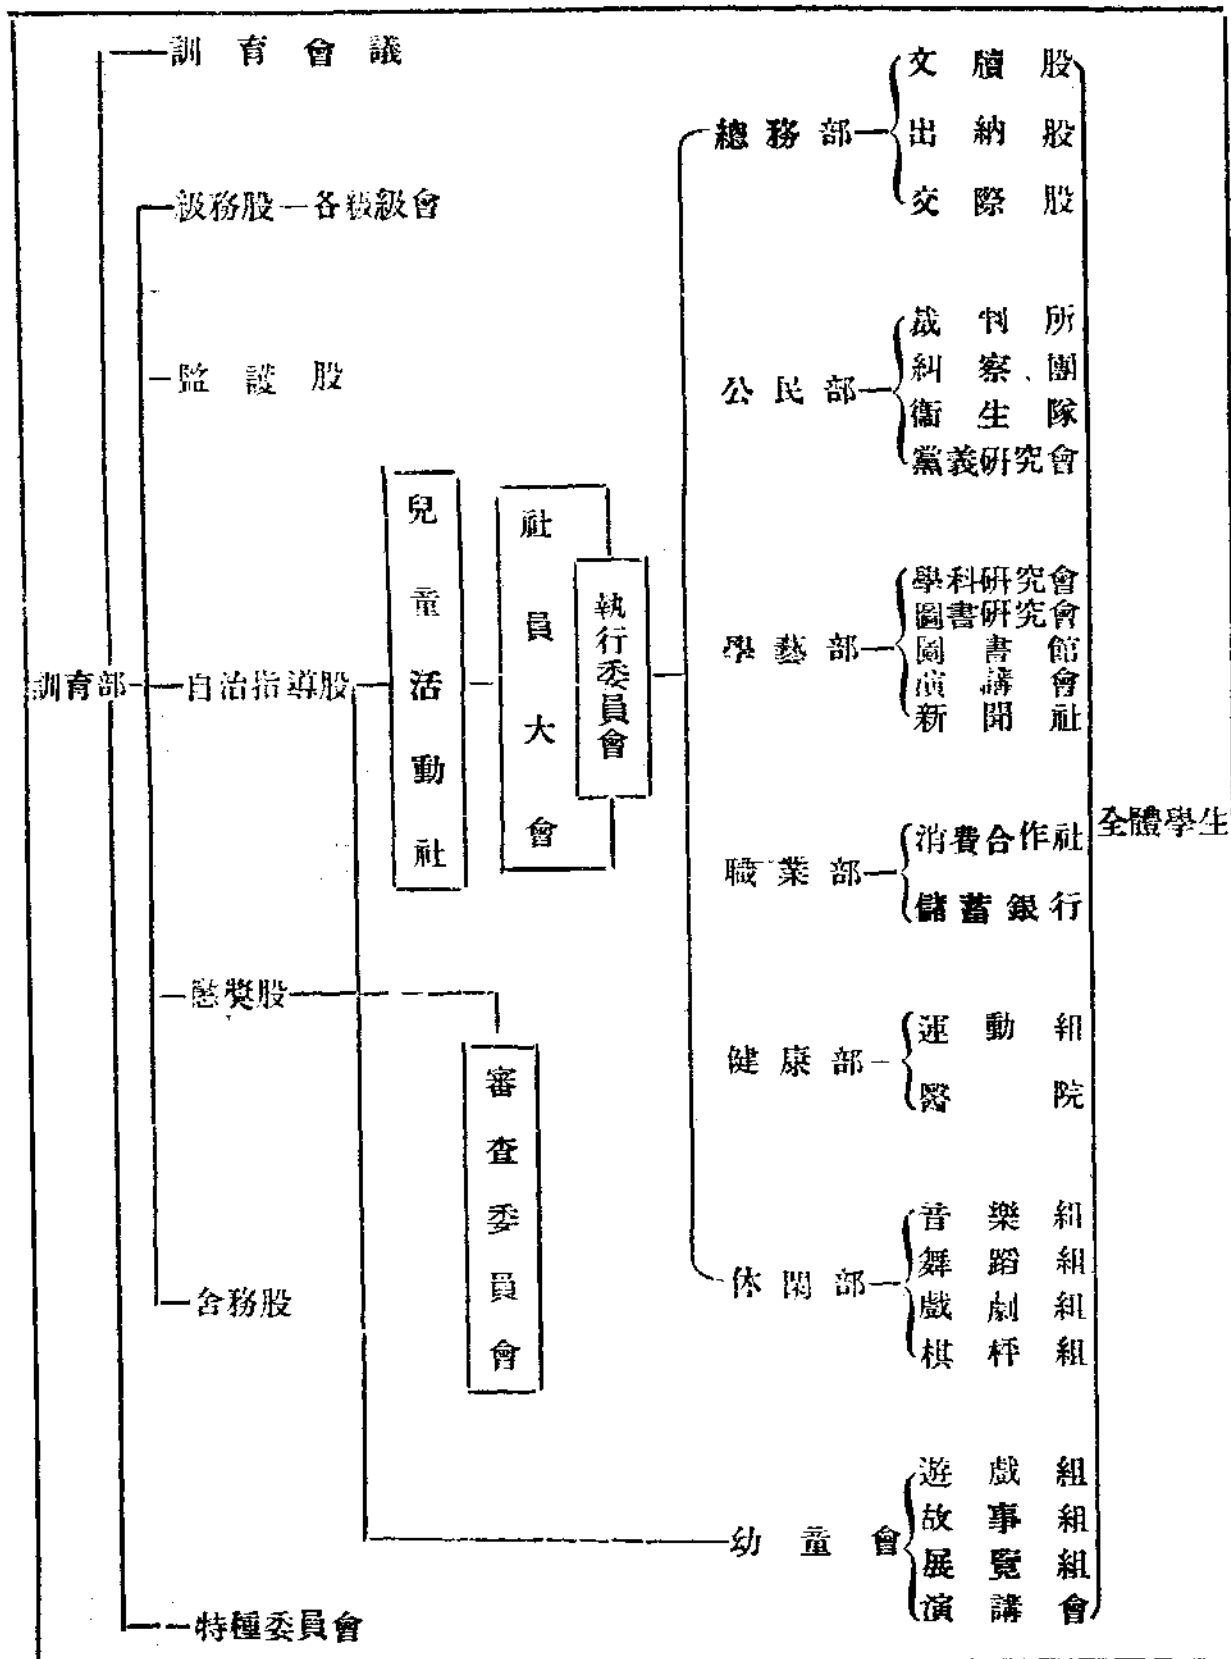 訓育部
訓育會議
級務股—各級級會
監護股
自治指導股
懲獎股
舍務股
特種委員會
兒童活動社
社員大會
執行委員會
審查委員會
總務部
文牘股
出納股
交際股
公民部
裁判所
糾察團
衞生隊
黨義硏究會
學藝部
學科硏究會
圖書硏究會
圖書館
演講會
新聞社
職業部
消費合作社
儲蓄銀行
健康部
運動組
醫院
休閑部
音樂組
舞蹈組
戲劇組
棋枰組
幼童會
遊戲組
故事組
展覽組
演講會
全體學生